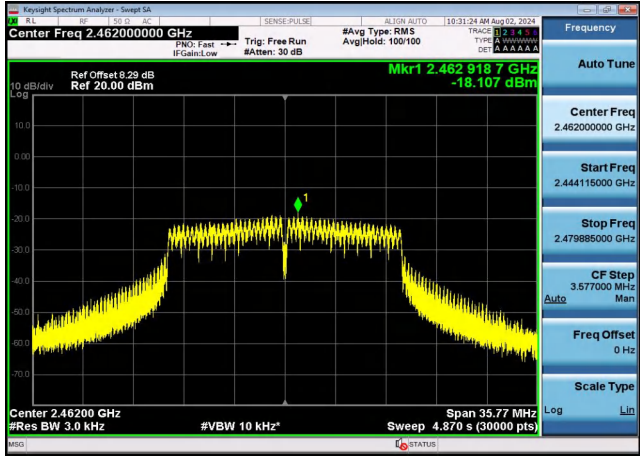 Keysight Spectrum Analyzer - Swept SA
R L RF 50 Ω AC SENSE:PULSE ALIGN AUTO 10:31:24 AM Aug 02, 2024
Center Freq 2.462000000 GHz
PNO: Fast Trig: Free Run #Avg Type: RMS TRACE 1 2 3 4 5 6
IFGain:Low #Atten: 30 dB Avg|Hold: 100/100 TYPE A WWWWW
DET A A A A A A
Mkr1 2.462 918 7 GHz
-18.107 dBm
Ref Offset 8.29 dB
10 dB/div Ref 20.00 dBm
Log
10.0
0.00
-10.0
-20.0
-30.0
-40.0
-50.0
-60.0
-70.0
1
Center 2.46200 GHz Span 35.77 MHz
#Res BW 3.0 kHz #VBW 10 kHz* Sweep 4.870 s (30000 pts)
MSG STATUS
Frequency
Auto Tune
Center Freq
2.462000000 GHz
Start Freq
2.444115000 GHz
Stop Freq
2.479885000 GHz
CF Step
3.577000 MHz
Auto Man
Freq Offset
0 Hz
Scale Type
Log Lin